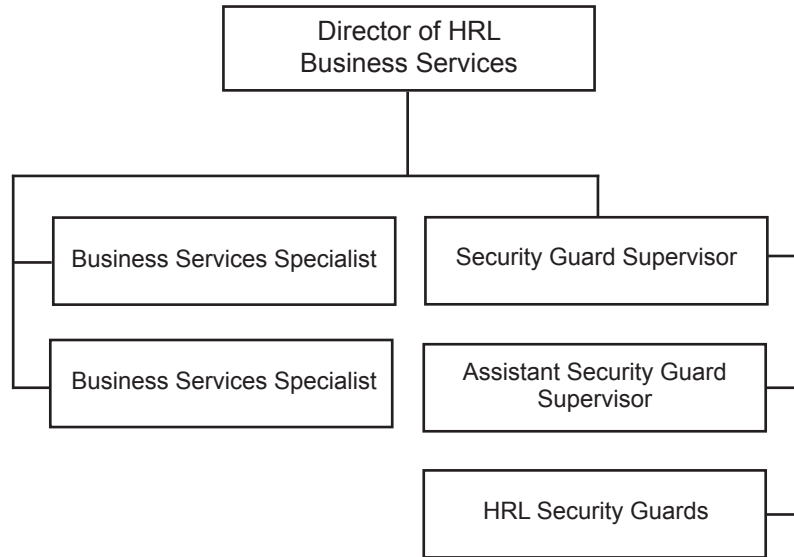 Director of HRL
Business Services
Business Services Specialist
Security Guard Supervisor
Business Services Specialist
Assistant Security Guard
Supervisor
HRL Security Guards